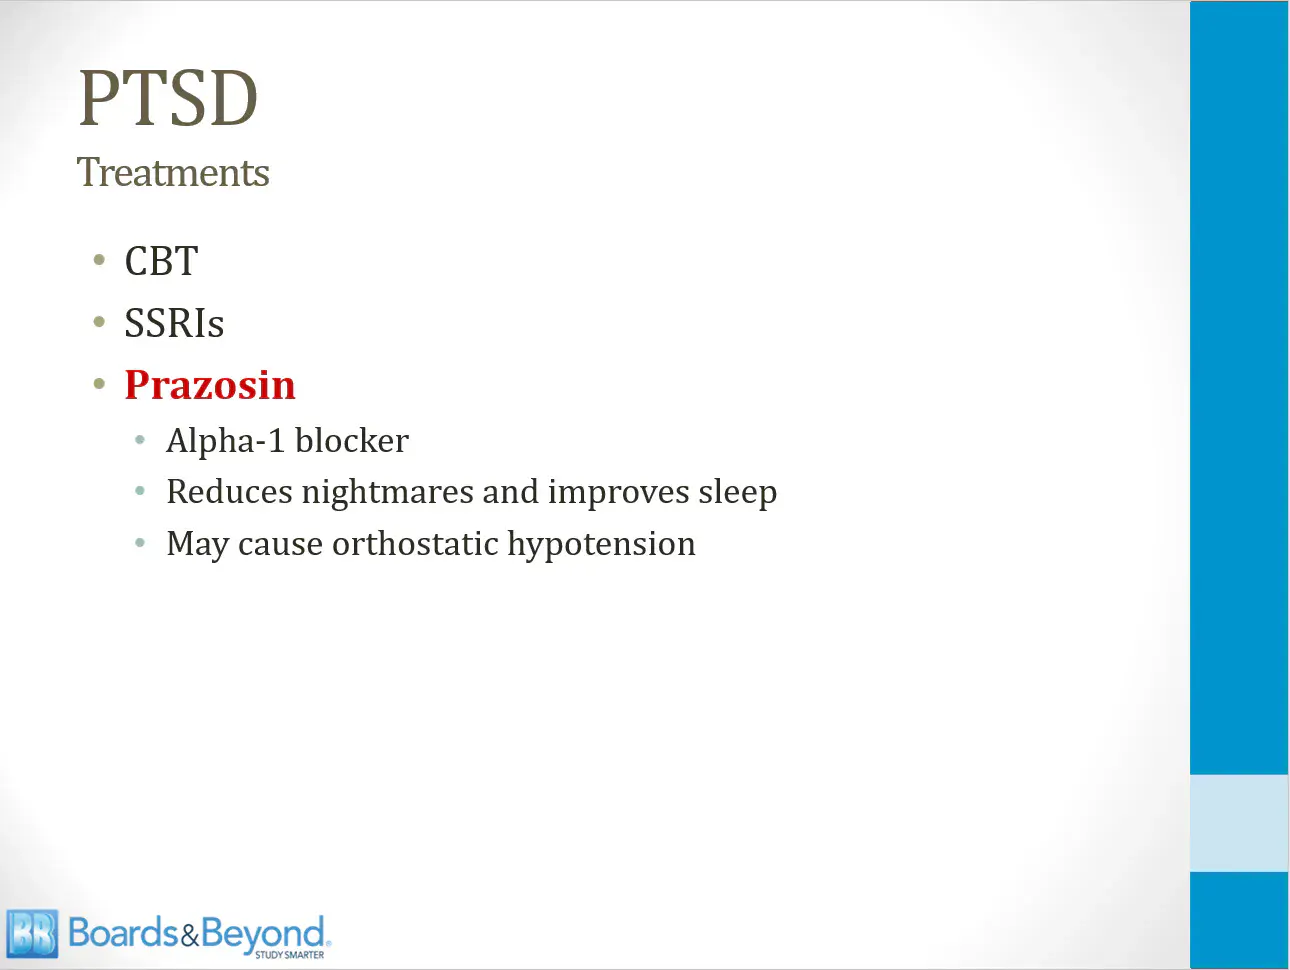 PTSD
Treatments
• CBT
• SSRIs
• Prazosin
• Alpha-1 blocker
• Reduces nightmares and improves sleep
• May cause orthostatic hypotension
BB Boards&Beyond®
STUDY SMARTER